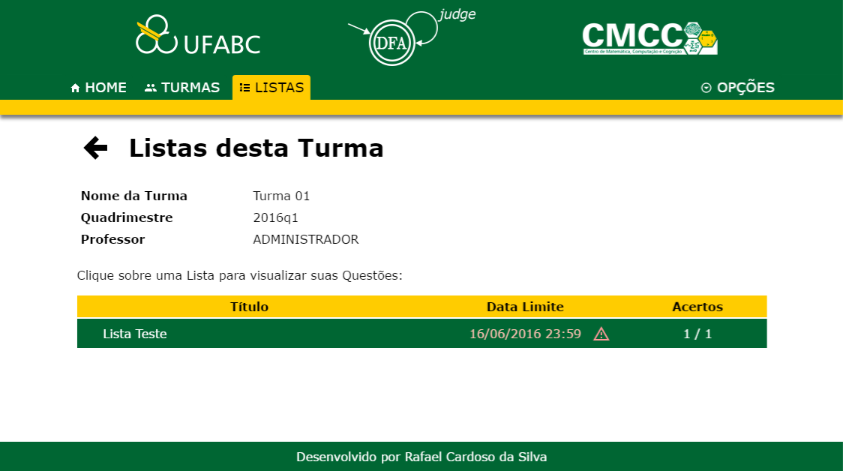 UFABC
DFA
judge
CMCC
Centro de Matemática, Computação e Cognição
HOME TURMAS LISTAS OPÇÕES
Listas desta Turma
Nome da Turma Turma 01
Quadrimestre 2016q1
Professor ADMINISTRADOR
Clique sobre uma Lista para visualizar suas Questões:
Título Data Limite Acertos
Lista Teste 16/06/2016 23:59 1 / 1
Desenvolvido por Rafael Cardoso da Silva